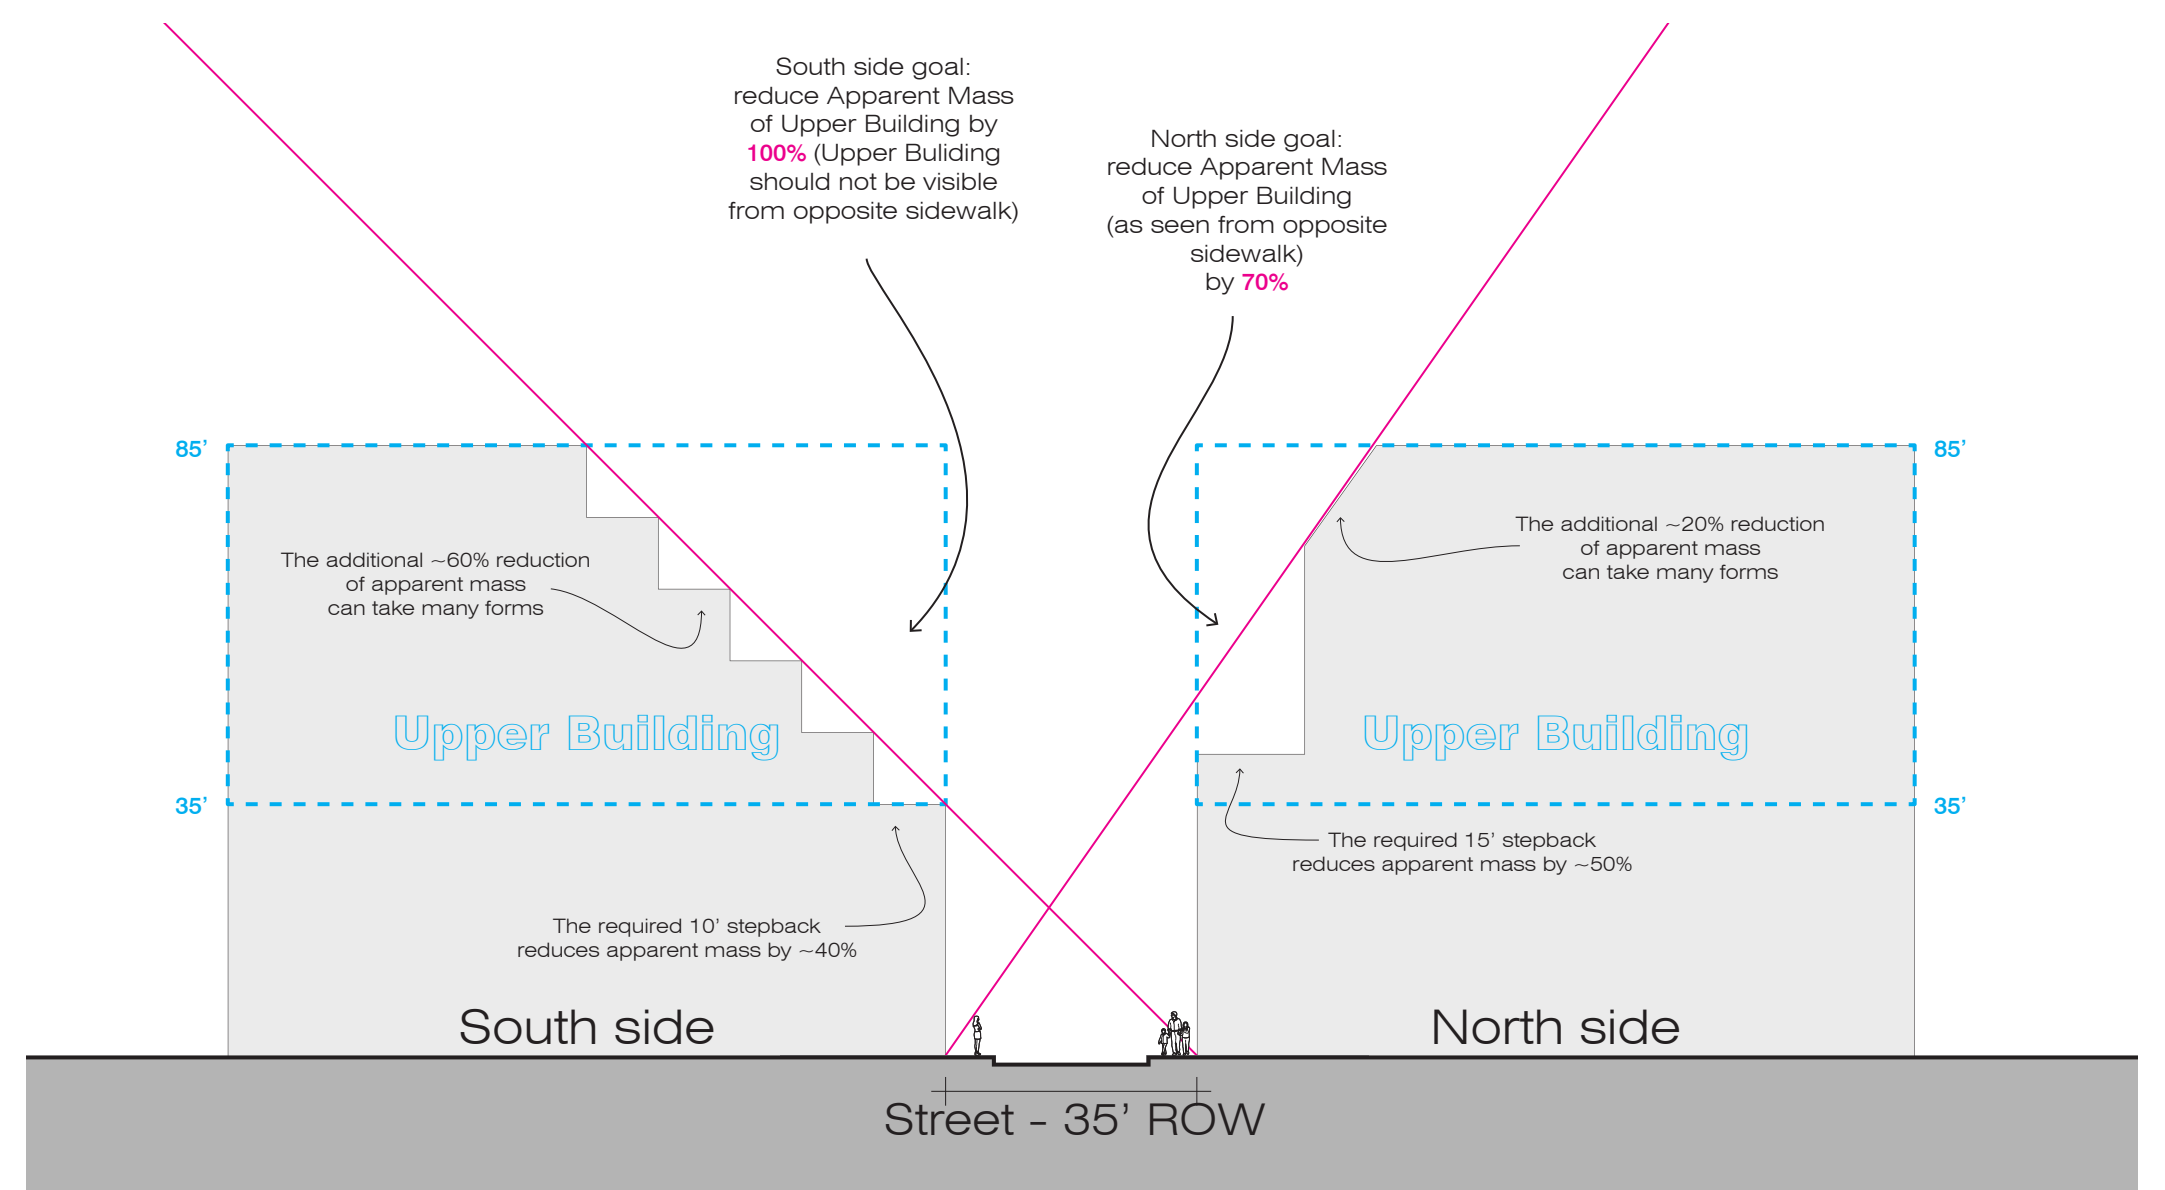 South side goal:
reduce Apparent Mass
of Upper Building by
100% (Upper Buliding
should not be visible
from opposite sidewalk)
North side goal:
reduce Apparent Mass
of Upper Building
(as seen from opposite
sidewalk)
by 70%
85’
85’
The additional ~60% reduction
of apparent mass
can take many forms
The additional ~20% reduction
of apparent mass
can take many forms
Upper Building
Upper Building
35’
35’
The required 15’ stepback
reduces apparent mass by ~50%
The required 10’ stepback
reduces apparent mass by ~40%
South side
North side
Street - 35’ ROW